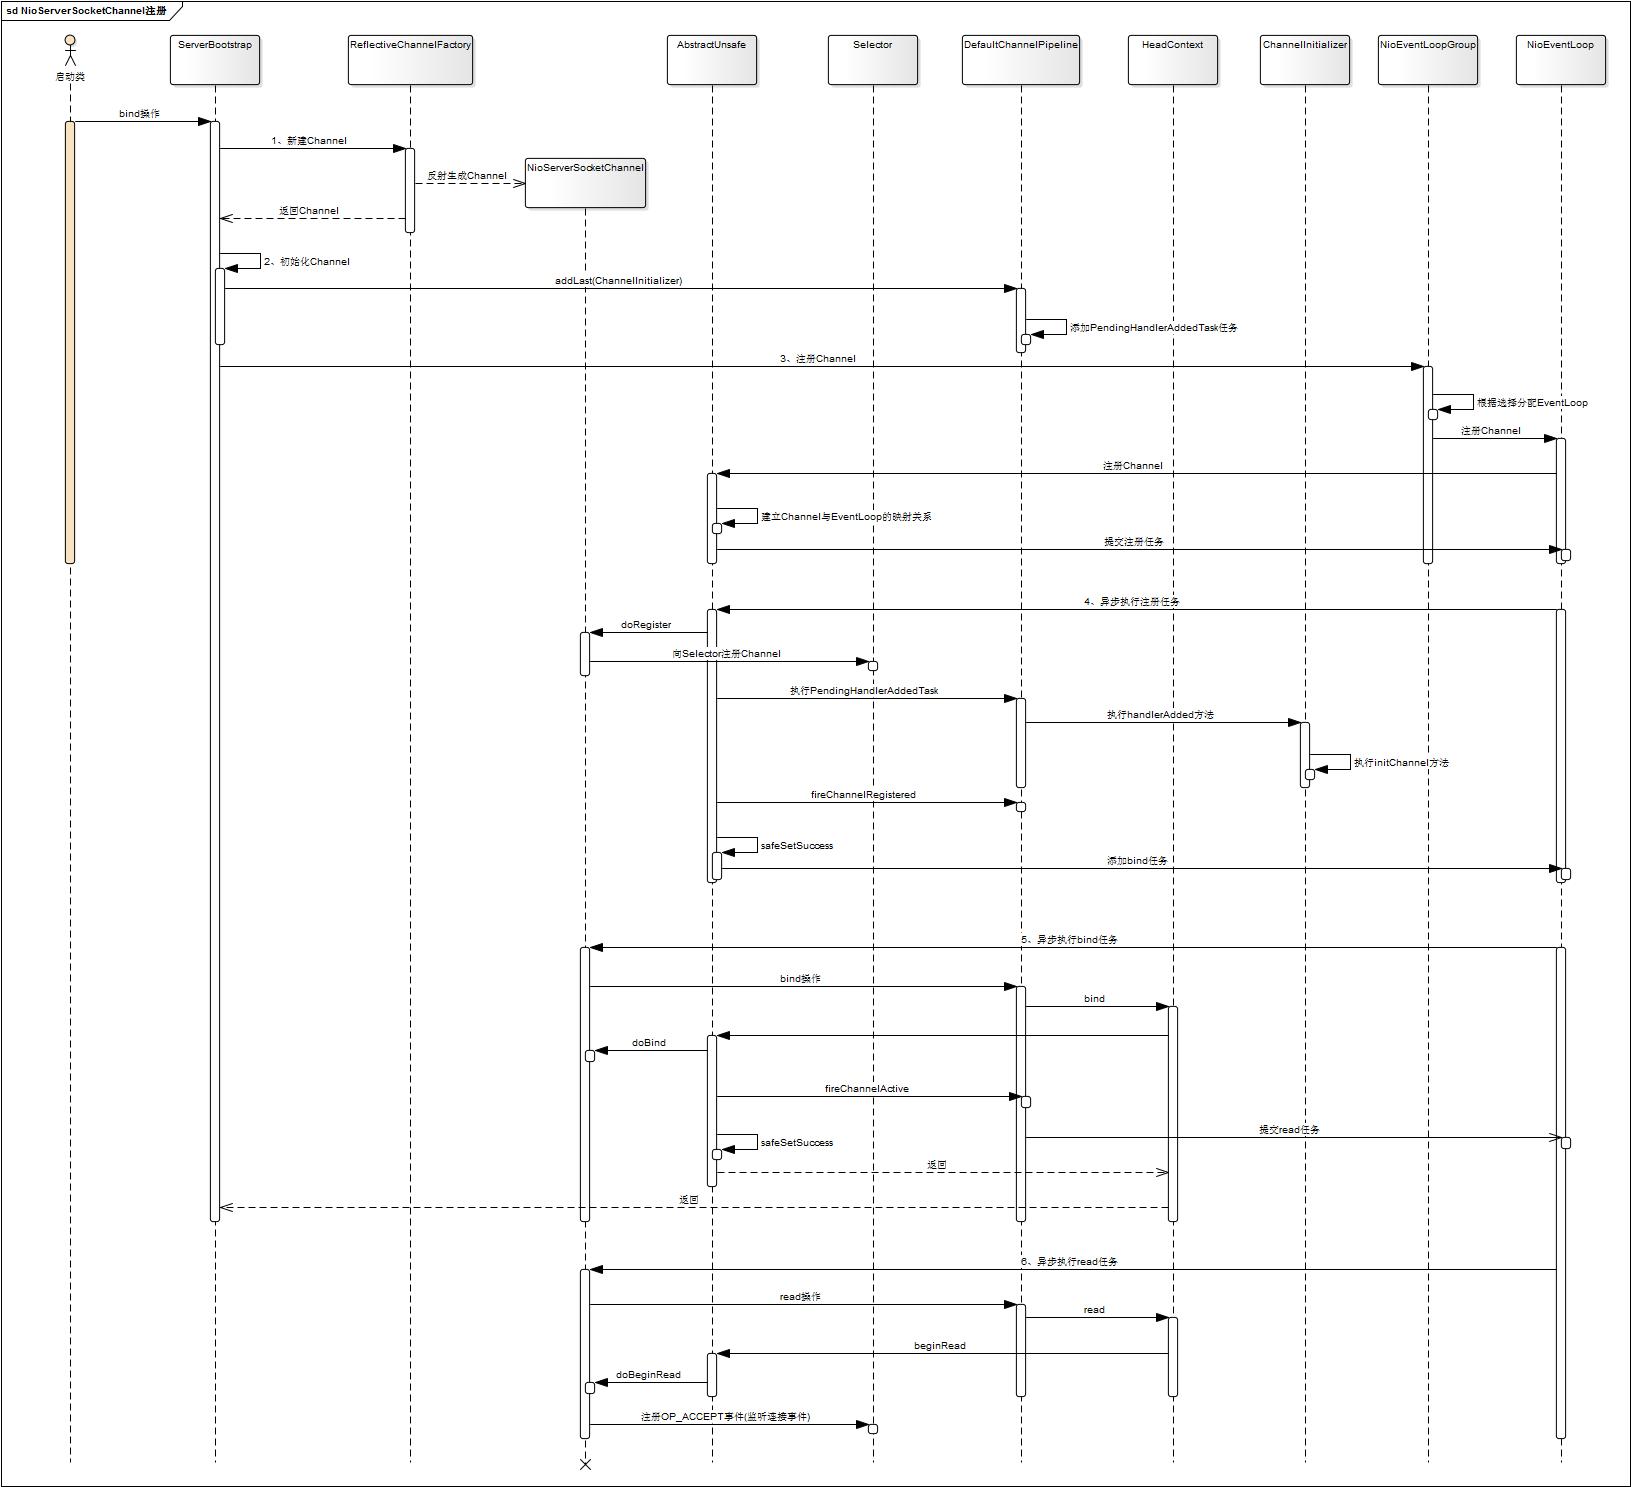 sd NioServerSocketChannel注册
启动类
ServerBootstrap
ReflectiveChannelFactory
AbstractUnsafe
Selector
DefaultChannelPipeline
HeadContext
ChannelInitializer
NioEventLoopGroup
NioEventLoop
bind操作
1、新建Channel
NioServerSocketChannel
反射生成Channel
返回Channel
2、初始化Channel
addLast(ChannelInitializer)
添加PendingHandlerAddedTask任务
3、注册Channel
根据选择分配EventLoop
注册Channel
注册Channel
建立Channel与EventLoop的映射关系
提交注册任务
4、异步执行注册任务
doRegister
向Selector注册Channel
执行PendingHandlerAddedTask
执行handlerAdded方法
执行initChannel方法
fireChannelRegistered
safeSetSuccess
添加bind任务
5、异步执行bind任务
bind操作
bind
doBind
fireChannelActive
提交read任务
safeSetSuccess
返回
返回
6、异步执行read任务
read操作
read
beginRead
doBeginRead
注册OP_ACCEPT事件(监听连接事件)